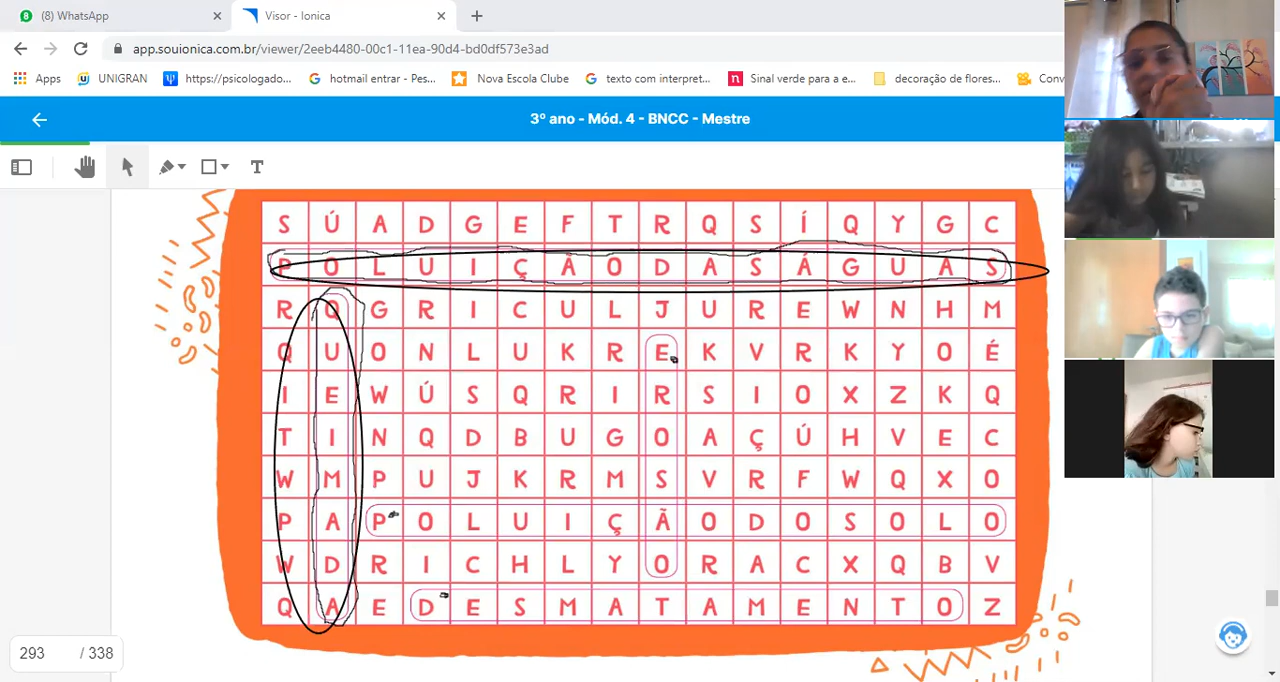 (8) WhatsApp
Visor - Ionica
app.souionica.com.br/viewer/2eeb4480-00c1-11ea-90d4-bd0df573e3ad
Apps UNIGRAN https://psicologado... hotmail entrar - Pes... Nova Escola Clube texto com interpret... Sinal verde para a e... decoração de flores... Conv
3º ano - Mód. 4 - BNCC - Mestre
T
S Ú A D G E F T R Q S Í Q Y G C
P O L U I Ç Ã O D A S Á G U A S
R Q G R I C U L J U R E W N H M
Q U O N L U K R E K V R K Y O É
I E W Ú S Q R I R S I O X Z K Q
T I N Q D B U G O A Ç Ú H V E C
W M P U J K R M S V R F W Q X O
P A P O L U I Ç Ã O D O S O L O
W D R I C H L Y O R A C X Q B V
Q A E D E S M A T A M E N T O Z
293 / 338